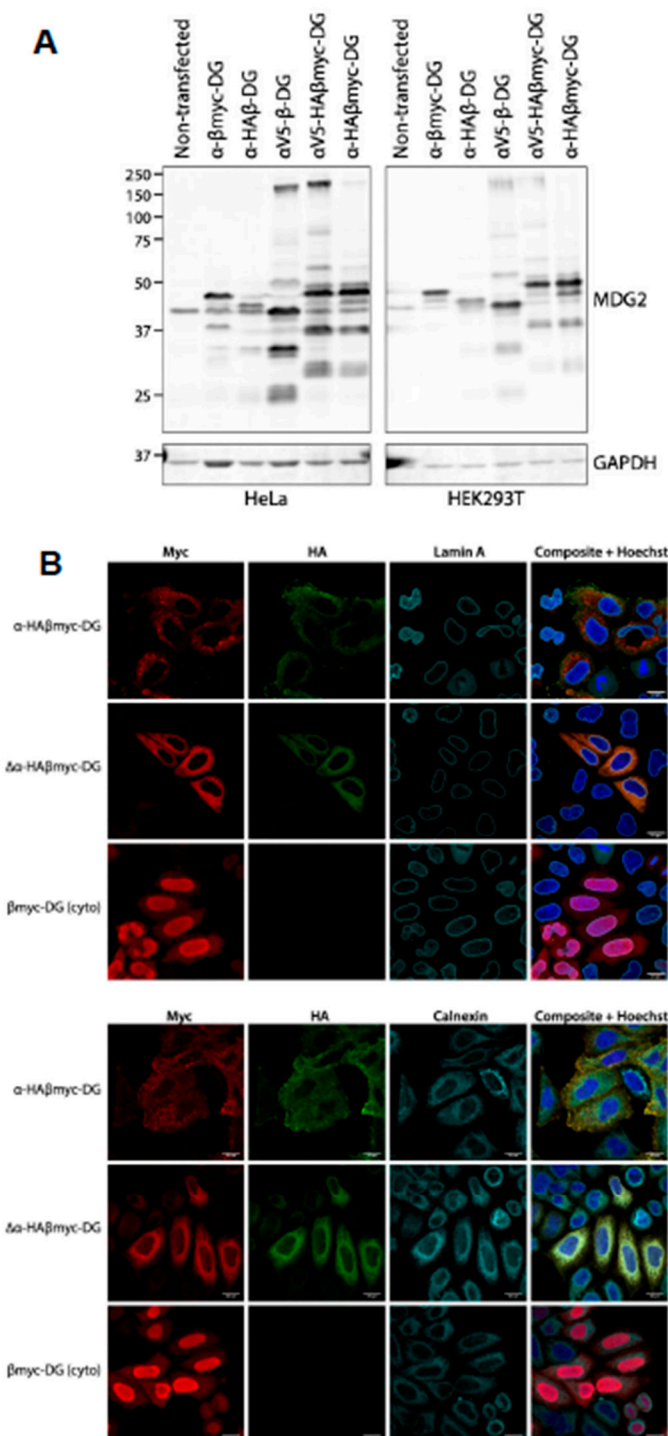 A
Non-transfected α-βmyc-DG α-HAβ-DG αV5-β-DG αV5-HAβmyc-DG α-HAβmyc-DG Non-transfected α-βmyc-DG α-HAβ-DG αV5-β-DG αV5-HAβmyc-DG α-HAβmyc-DG
250
150
100
75
50
MDG2
37
25
37
GAPDH
HeLa HEK293T
B
Myc HA Lamin A Composite + Hoechst
α-HAβmyc-DG
Δα-HAβmyc-DG
βmyc-DG (cyto)
Myc HA Calnexin Composite + Hoechst
α-HAβmyc-DG
Δα-HAβmyc-DG
βmyc-DG (cyto)